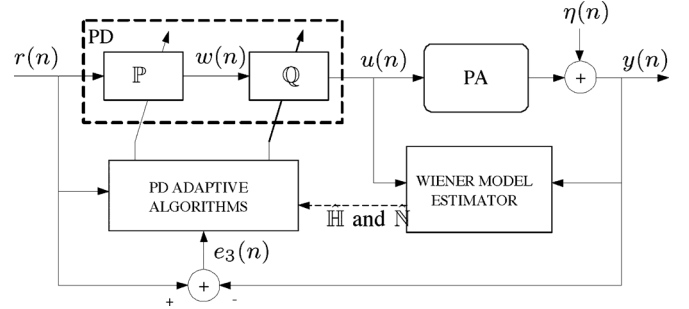 PD
η(n)
r(n)
ℙ
w(n)
ℚ
u(n)
PA
+
y(n)
PD ADAPTIVE
ALGORITHMS
WIENER MODEL
ESTIMATOR
ℍ̂ and ℕ̂
e₃(n)
+
+
-